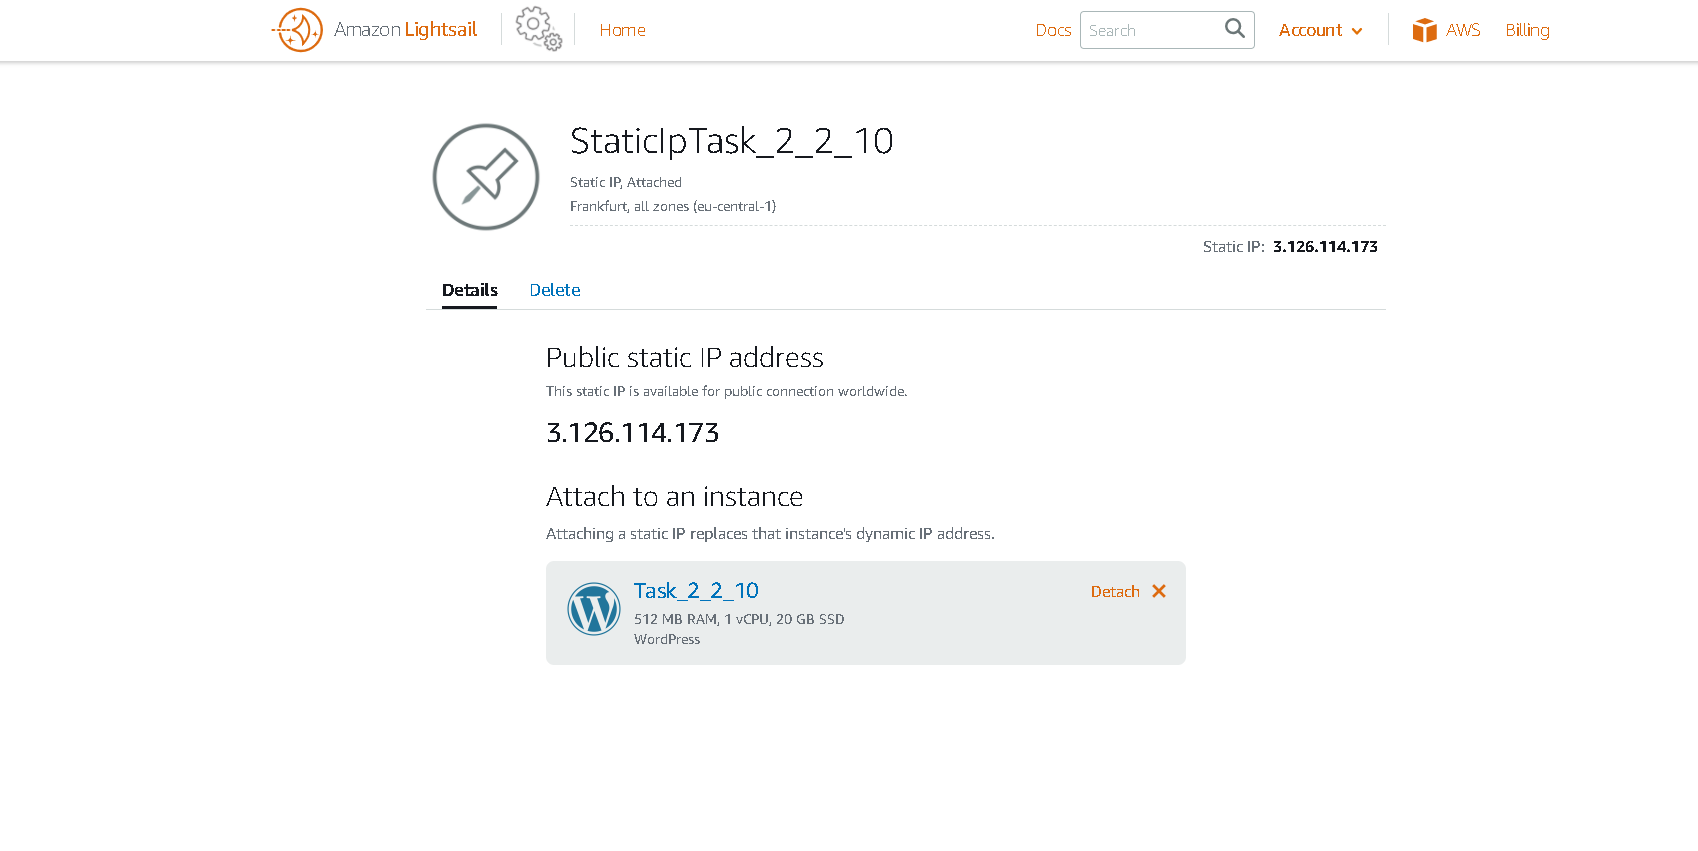 Amazon Lightsail
Home
Docs
Search
Account
AWS
Billing
StaticIpTask_2_2_10
Static IP, Attached
Frankfurt, all zones (eu-central-1)
Static IP: 3.126.114.173
Details
Delete
Public static IP address
This static IP is available for public connection worldwide.
3.126.114.173
Attach to an instance
Attaching a static IP replaces that instance's dynamic IP address.
Task_2_2_10
Detach
512 MB RAM, 1 vCPU, 20 GB SSD
WordPress